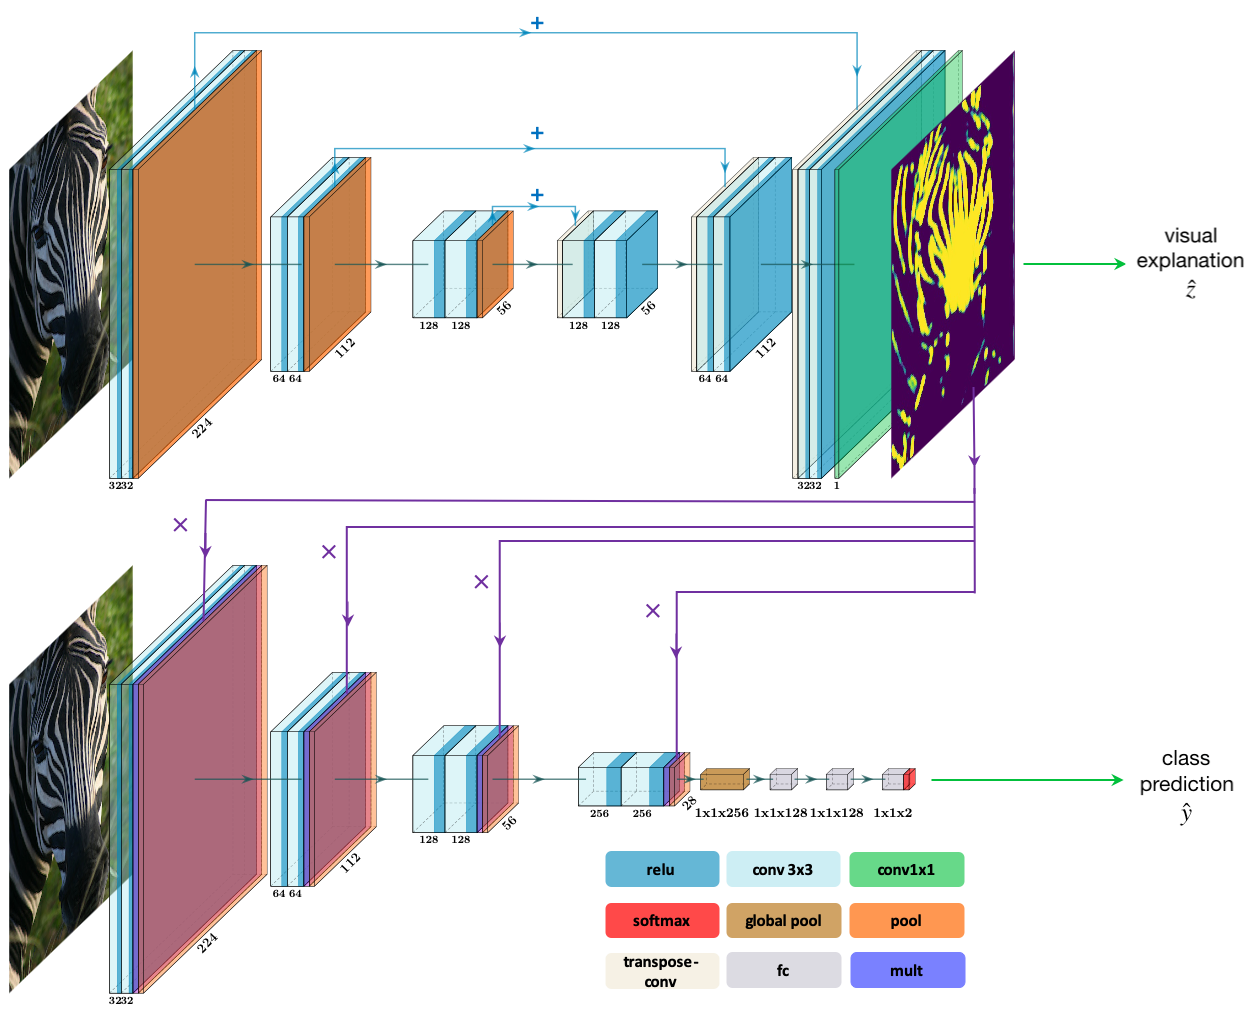 +
+
+
visual
explanation
ẑ
56
56
128 128
128 128
112
112
64 64
64 64
224
3232
3232 1
×
×
×
×
class
prediction
ŷ
28
1x1x256 1x1x128 1x1x128 1x1x2
256 256
56
128 128
112
64 64
224
3232
relu conv 3x3 conv1x1
softmax global pool pool
transpose-
conv
fc mult